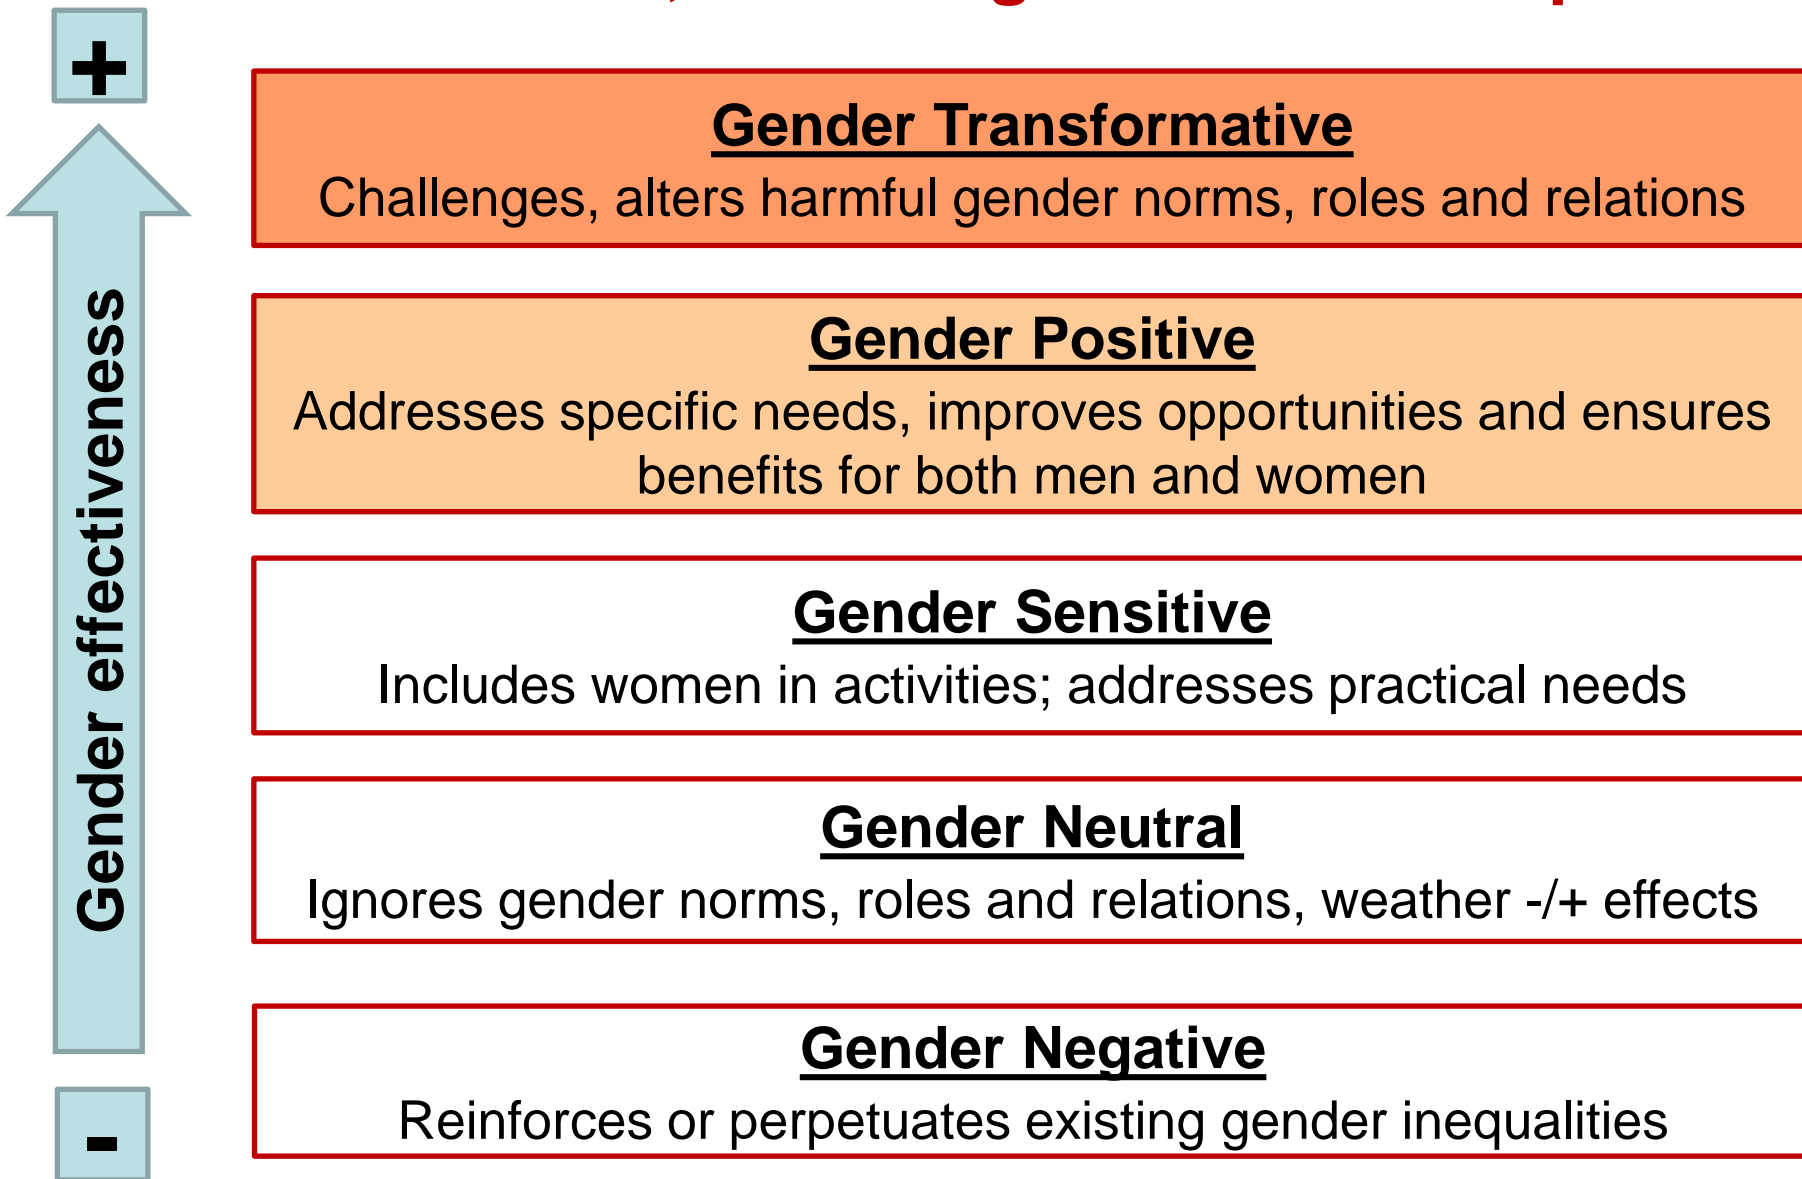 +
Gender Transformative
Challenges, alters harmful gender norms, roles and relations
Gender Positive
Addresses specific needs, improves opportunities and ensures
benefits for both men and women
Gender effectiveness
Gender Sensitive
Includes women in activities; addresses practical needs
Gender Neutral
Ignores gender norms, roles and relations, weather -/+ effects
Gender Negative
Reinforces or perpetuates existing gender inequalities
-